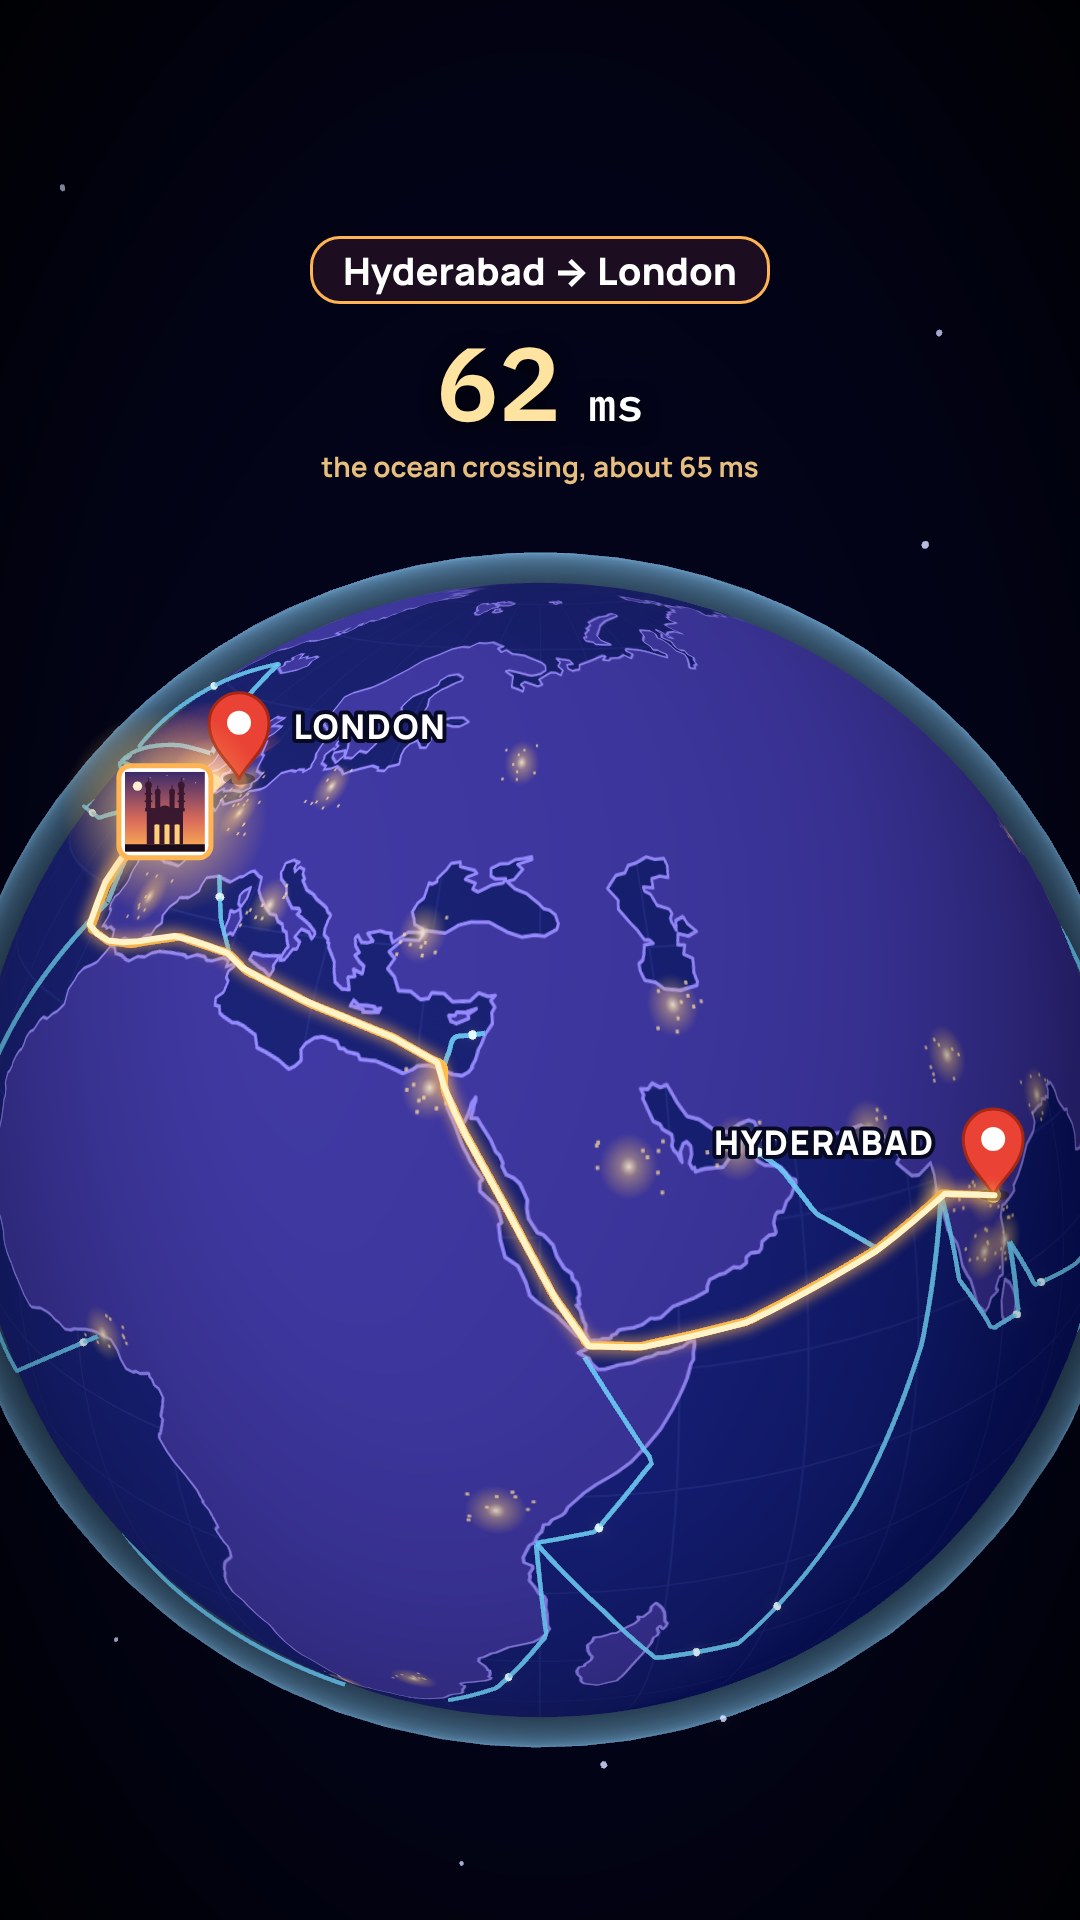 Hyderabad → London
62 ms
the ocean crossing, about 65 ms
LONDON
HYDERABAD